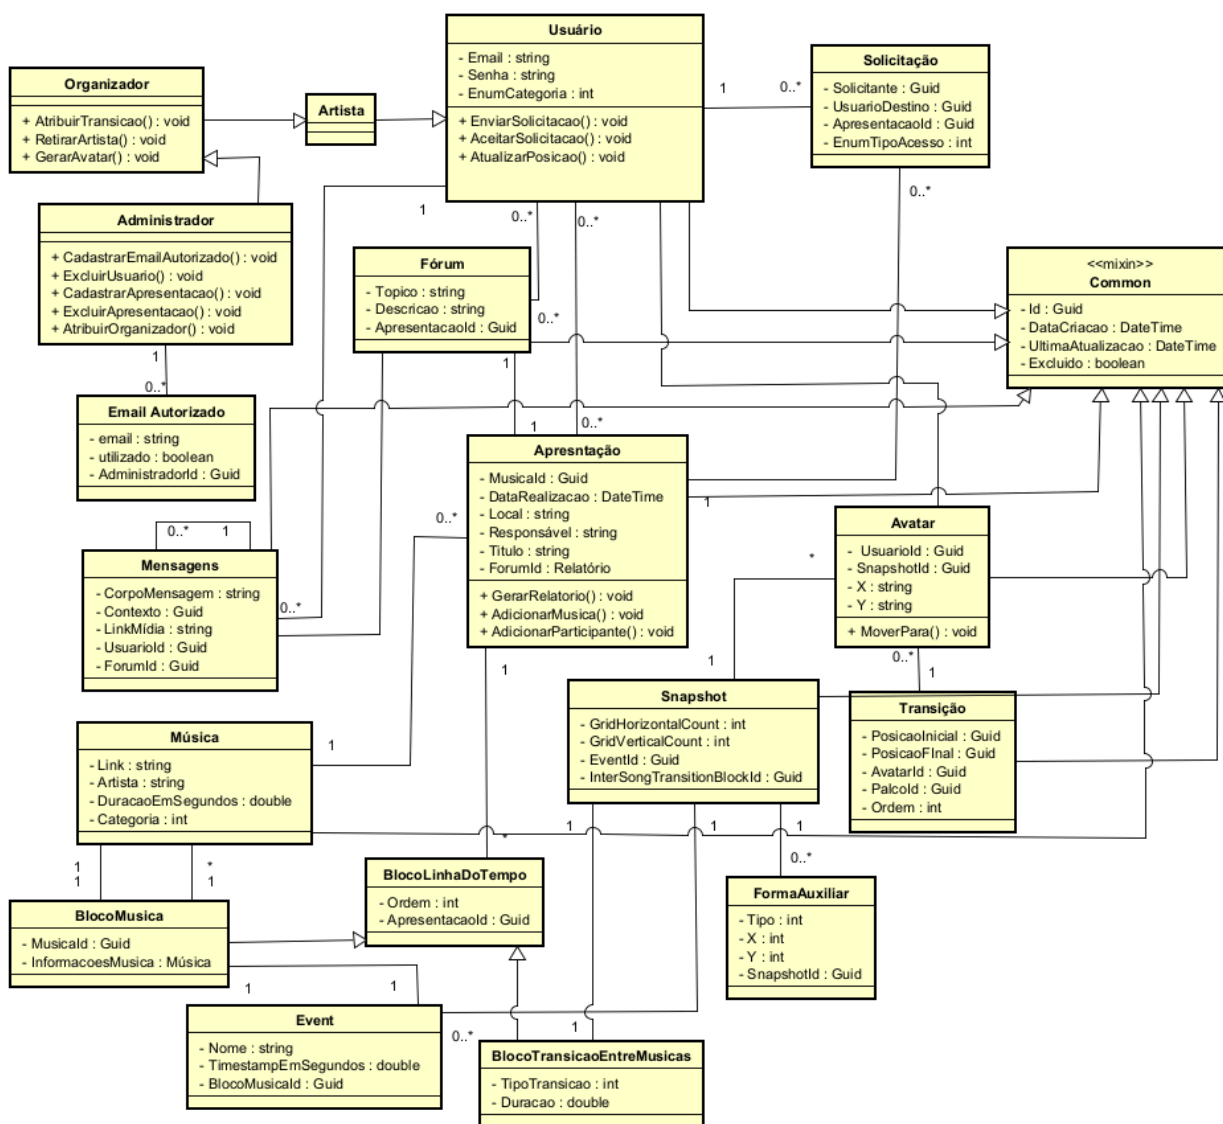 Usuário
- Email : string
- Senha : string
- EnumCategoria : int
+ EnviarSolicitacao() : void
+ AceitarSolicitacao() : void
+ AtualizarPosicao() : void
Solicitação
- Solicitante : Guid
- UsuarioDestino : Guid
- ApresentacaoId : Guid
- EnumTipoAcesso : int
1
0..*
Organizador
+ AtribuirTransicao() : void
+ RetirarArtista() : void
+ GerarAvatar() : void
Artista
Administrador
+ CadastrarEmailAutorizado() : void
+ ExcluirUsuario() : void
+ CadastrarApresentacao() : void
+ ExcluirApresentacao() : void
+ AtribuirOrganizador() : void
1
0..*
0..*
0..*
Fórum
- Topico : string
- Descricao : string
- ApresentacaoId : Guid
0..*
1
<<mixin>>
Common
- Id : Guid
- DataCriacao : DateTime
- UltimaAtualizacao : DateTime
- Excluido : boolean
1
0..*
Email Autorizado
- email : string
- utilizado : boolean
- AdministradorId : Guid
1
0..*
Apresntação
- MusicaId : Guid
- DataRealizacao : DateTime
- Local : string
- Responsável : string
- Titulo : string
- ForumId : Relatório
+ GerarRelatorio() : void
+ AdicionarMusica() : void
+ AdicionarParticipante() : void
1
0..*
Avatar
- UsuarioId : Guid
- SnapshotId : Guid
- X : string
- Y : string
+ MoverPara() : void
0..*
1
Mensagens
- CorpoMensagem : string
- Contexto : Guid
- LinkMídia : string
- UsuarioId : Guid
- ForumId : Guid
0..*
*
1
0..*
1
1
Snapshot
- GridHorizontalCount : int
- GridVerticalCount : int
- EventId : Guid
- InterSongTransitionBlockId : Guid
Transição
- PosicaoInicial : Guid
- PosicaoFInal : Guid
- AvatarId : Guid
- PalcoId : Guid
- Ordem : int
Música
- Link : string
- Artista : string
- DuracaoEmSegundos : double
- Categoria : int
1
*
1
1
1
0..*
1
*
1
1
BlocoLinhaDoTempo
- Ordem : int
- ApresentacaoId : Guid
FormaAuxiliar
- Tipo : int
- X : int
- Y : int
- SnapshotId : Guid
BlocoMusica
- MusicaId : Guid
- InformacoesMusica : Música
1
1
Event
- Nome : string
- TimestampEmSegundos : double
- BlocoMusicaId : Guid
0..*
1
BlocoTransicaoEntreMusicas
- TipoTransicao : int
- Duracao : double